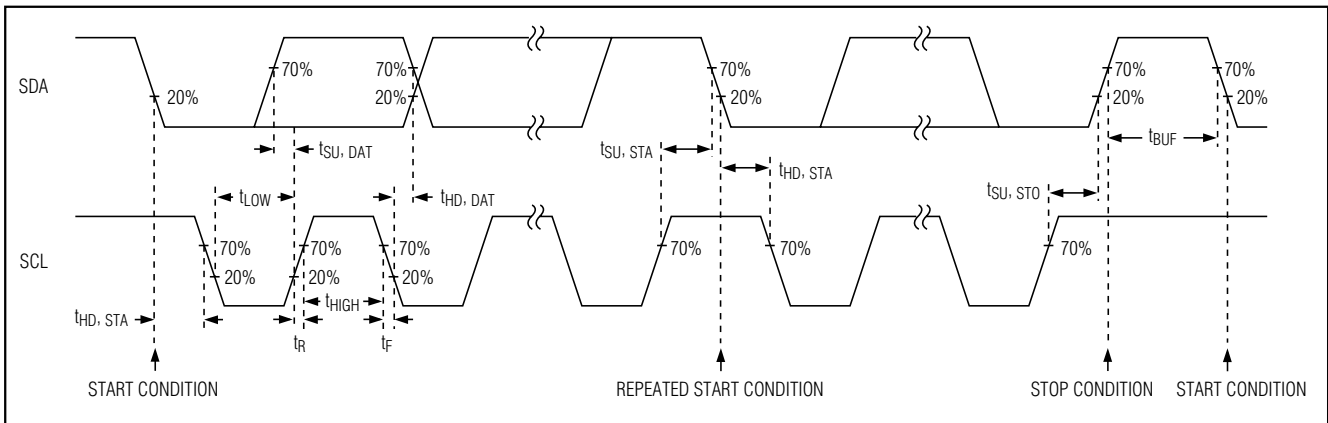 SDA
20%
70%
70%
20%
70%
20%
70%
20%
70%
20%
tSU, DAT
tSU, STA
tBUF
tHD, STA
tLOW
tHD, DAT
tSU, STO
SCL
70%
20%
70%
20%
70%
20%
70%
70%
70%
tHIGH
tHD, STA
tR
tF
START CONDITION
REPEATED START CONDITION
STOP CONDITION
START CONDITION